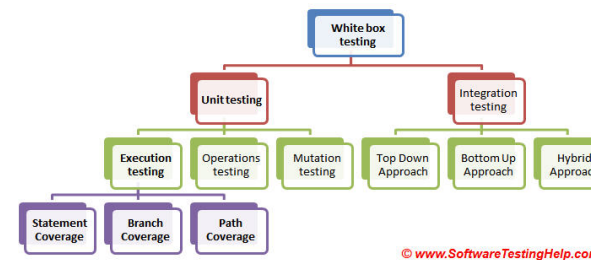 White box
testing
Unit testing
Integration
testing
Execution
testing
Operations
testing
Mutation
testing
Top Down
Approach
Bottom Up
Approach
Hybrid
Approac
Statement
Coverage
Branch
Coverage
Path
Coverage
© www.SoftwareTestingHelp.com